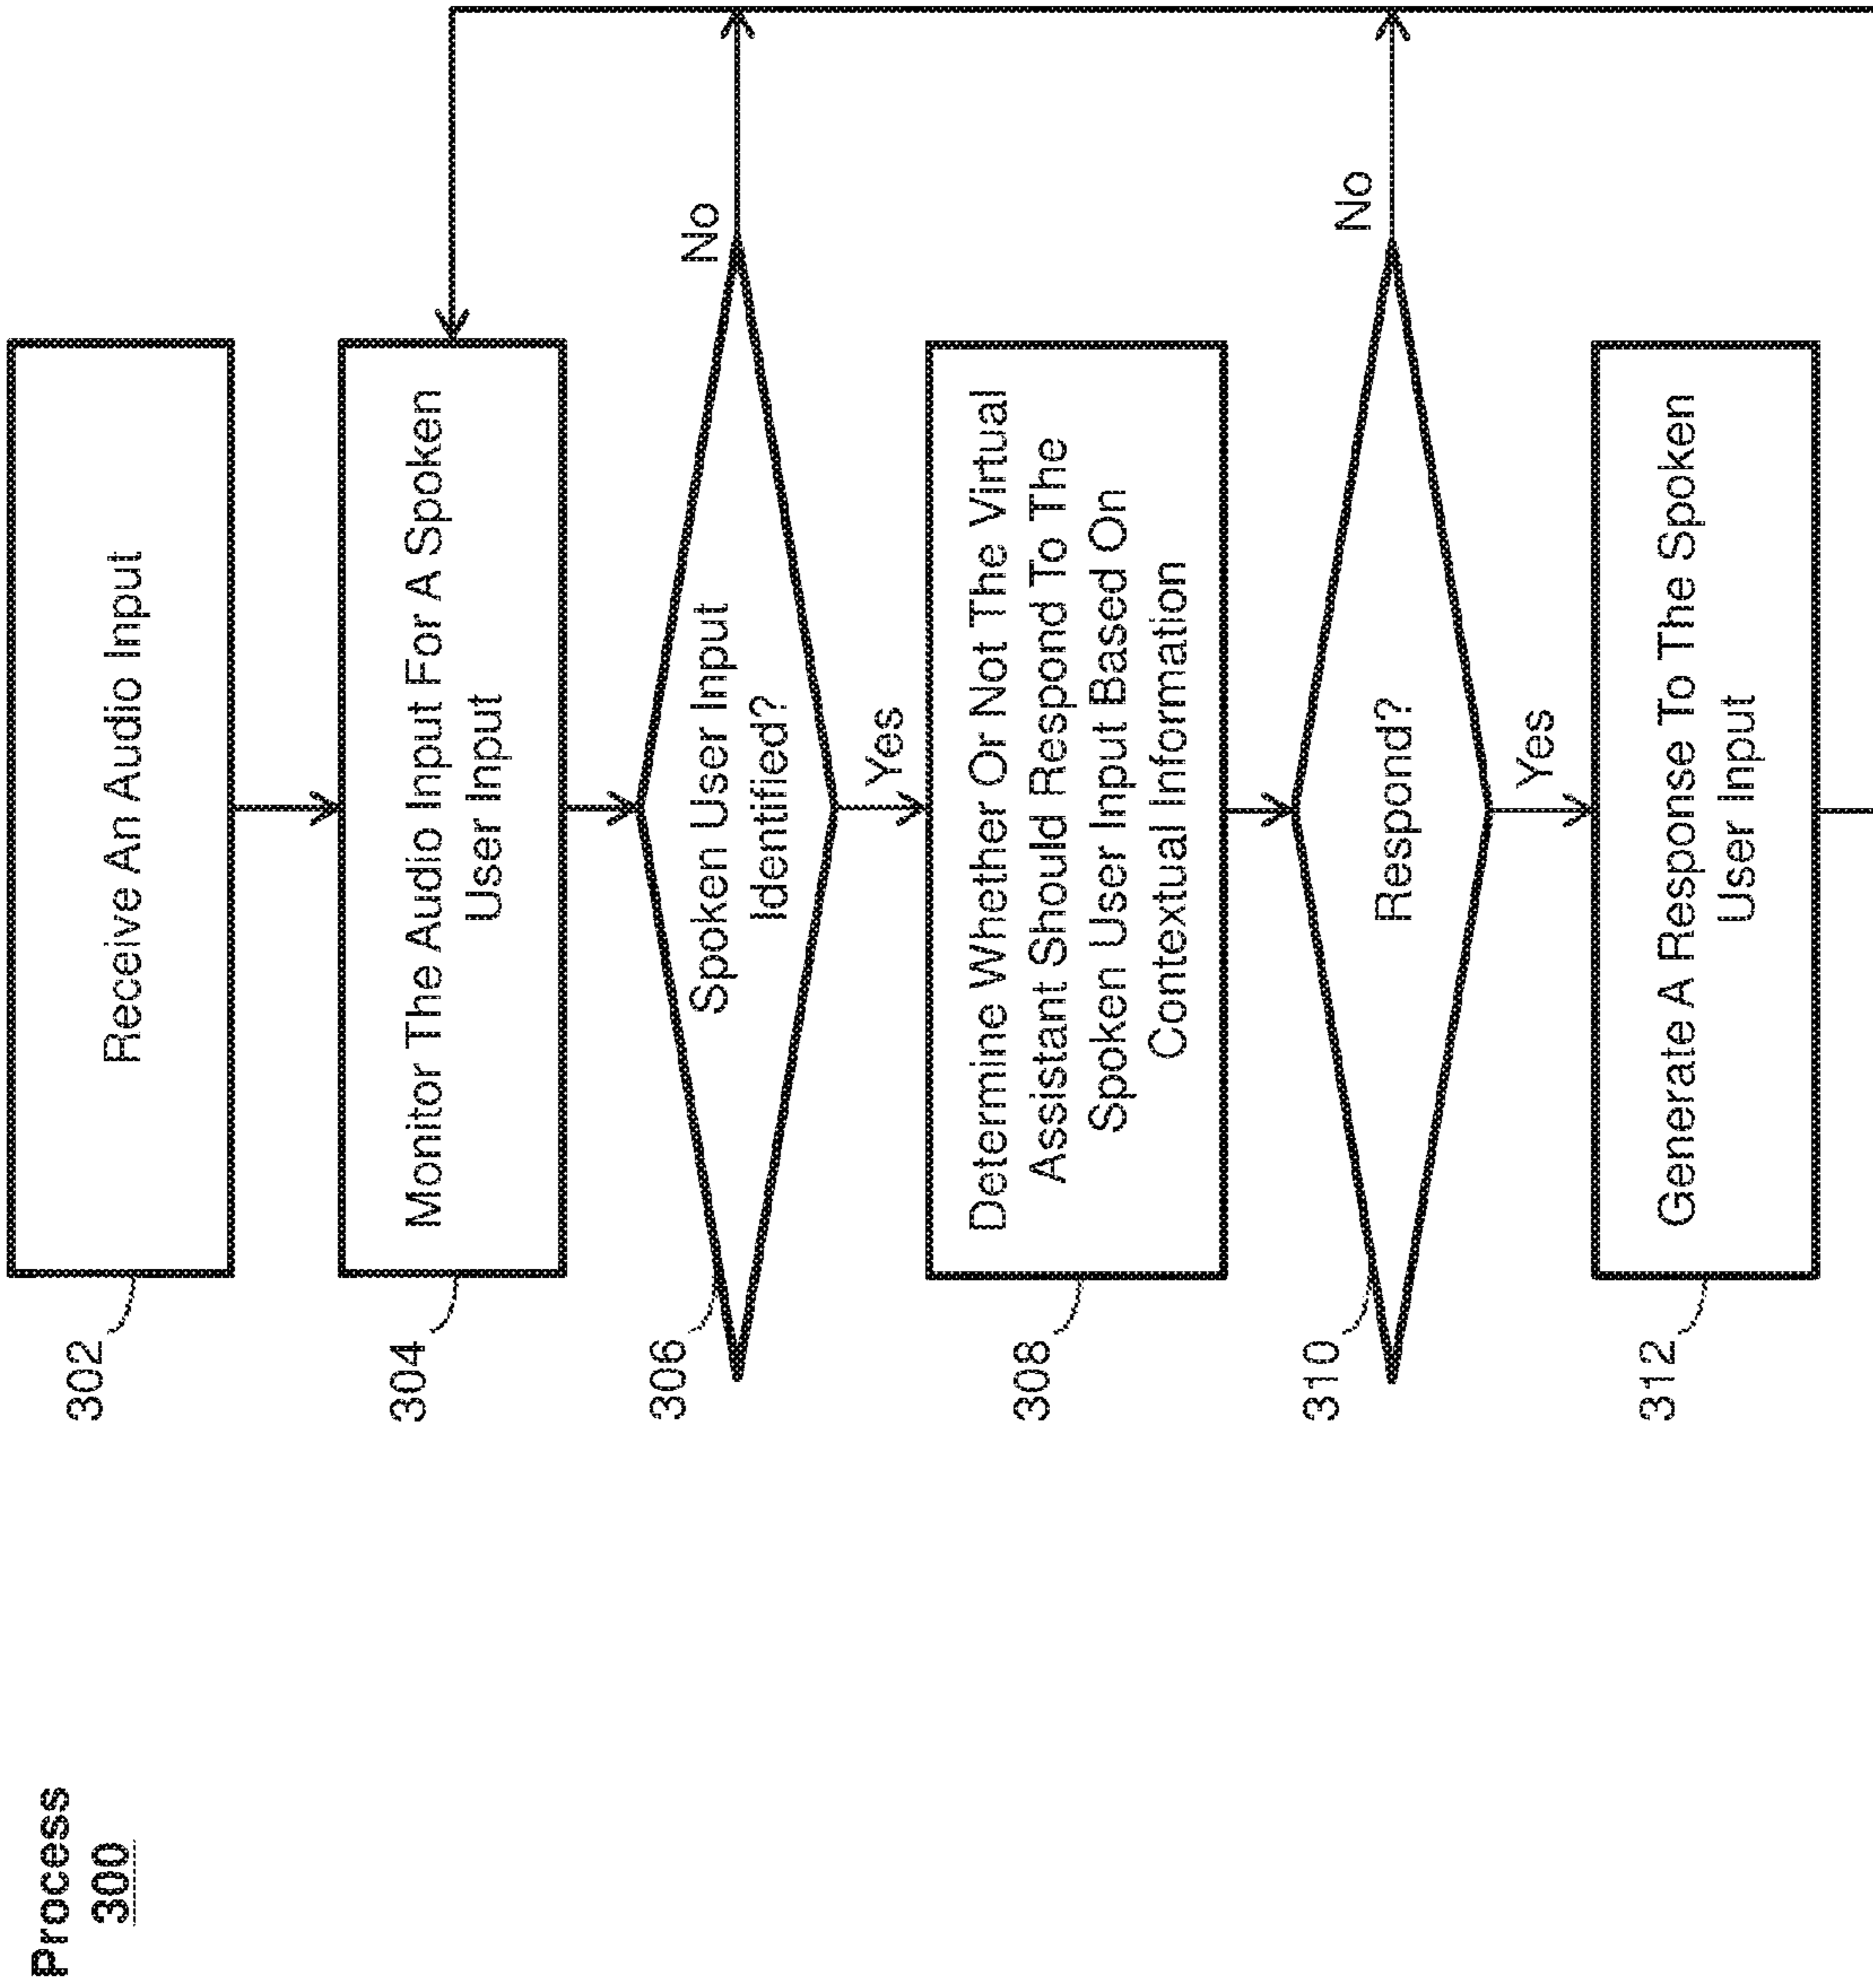 Process
300
302
Receive An Audio Input
304
Monitor The Audio Input For A Spoken
User Input
306
Spoken User Input
Identified?
No
Yes
308
Determine Whether Or Not The Virtual
Assistant Should Respond To The
Spoken User Input Based On
Contextual Information
310
Respond?
No
Yes
312
Generate A Response To The Spoken
User Input